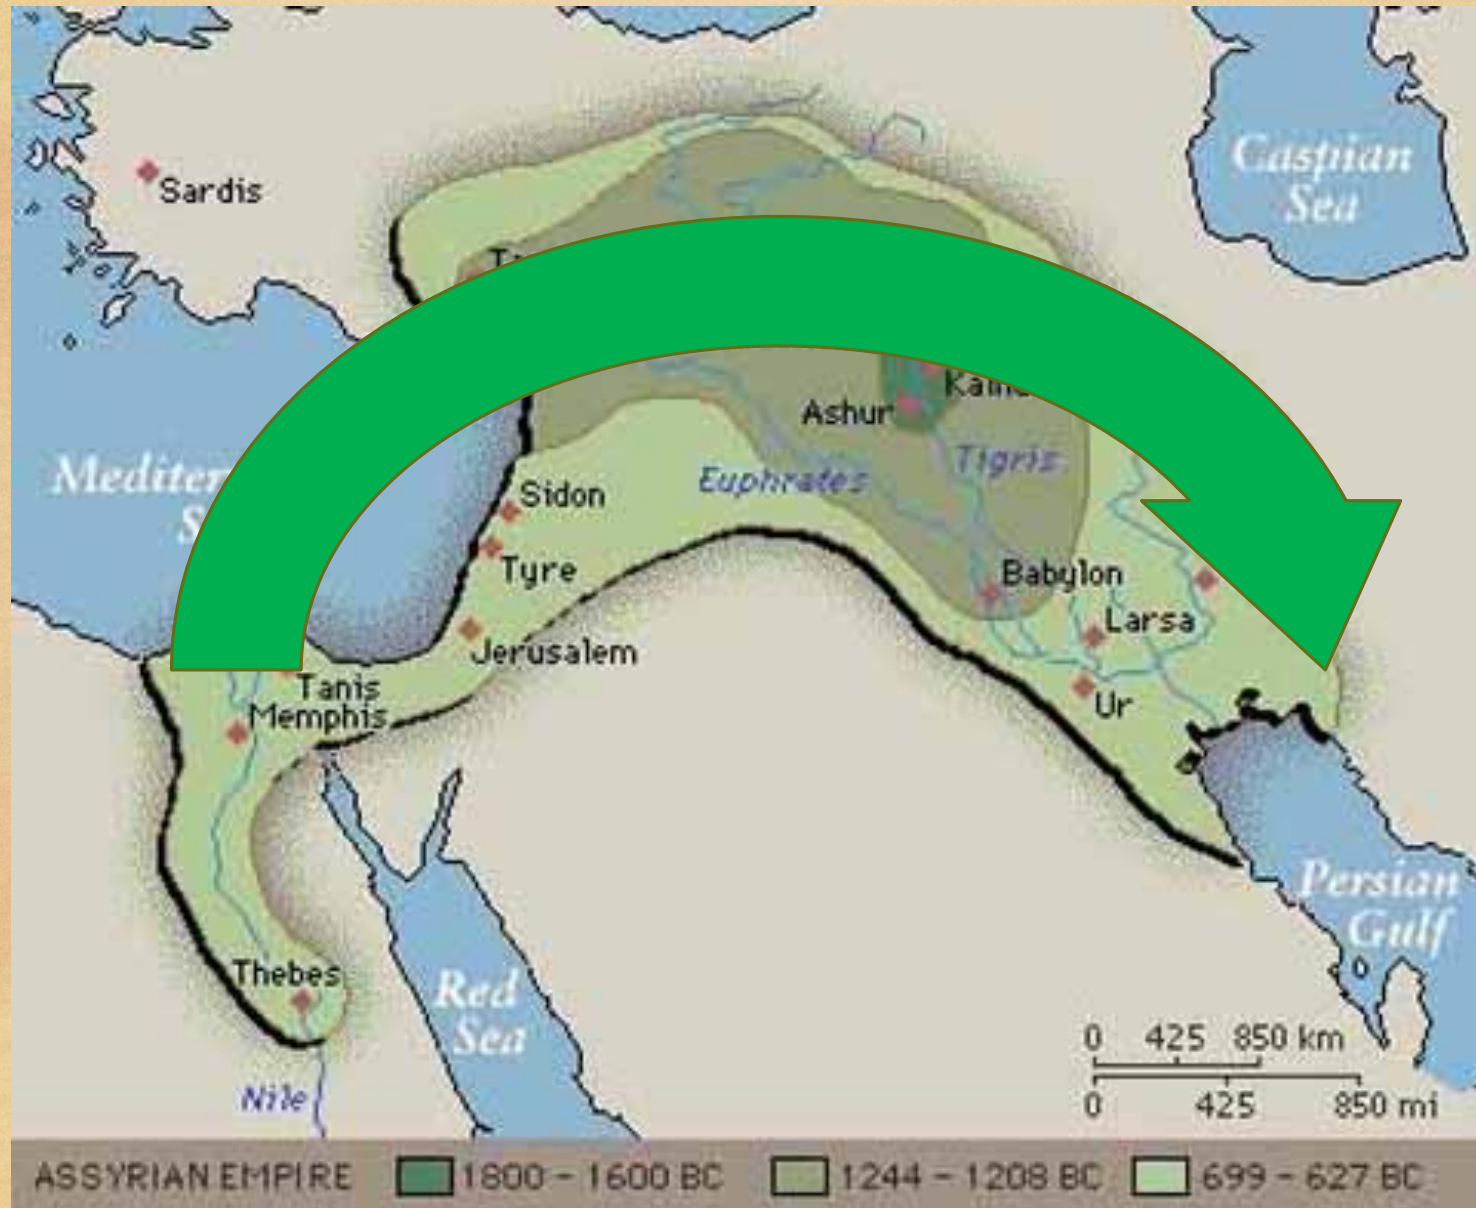 Caspian
Sea
Sardis
Ashur
Tigris
Euphrates
Sidon
Tyre
Babylon
Larsa
Jerusalem
Tanis
Memphis
Ur
Persian
Gulf
Thebes
Red
Sea
Nile
0 425 850 km
0 425 850 mi
ASSYRIAN EMPIRE 1800 - 1600 BC 1244 - 1208 BC 699 - 627 BC